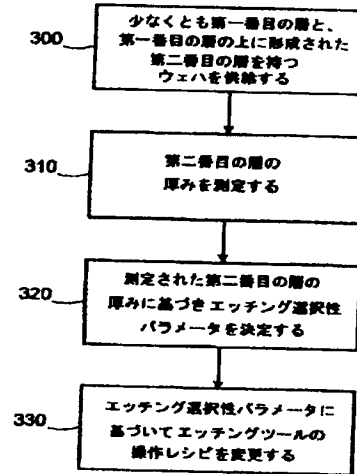 300
少なくとも第一番目の層と、
第一番目の層の上に形成された
第二番目の層を持つ
ウェハを供給する
310
第二番目の層の
厚みを測定する
320
測定された第二番目の層の
厚みに基づきエッチング選択性
パラメータを決定する
330
エッチング選択性パラメータに
基づいてエッチングツールの
操作レシピを変更する